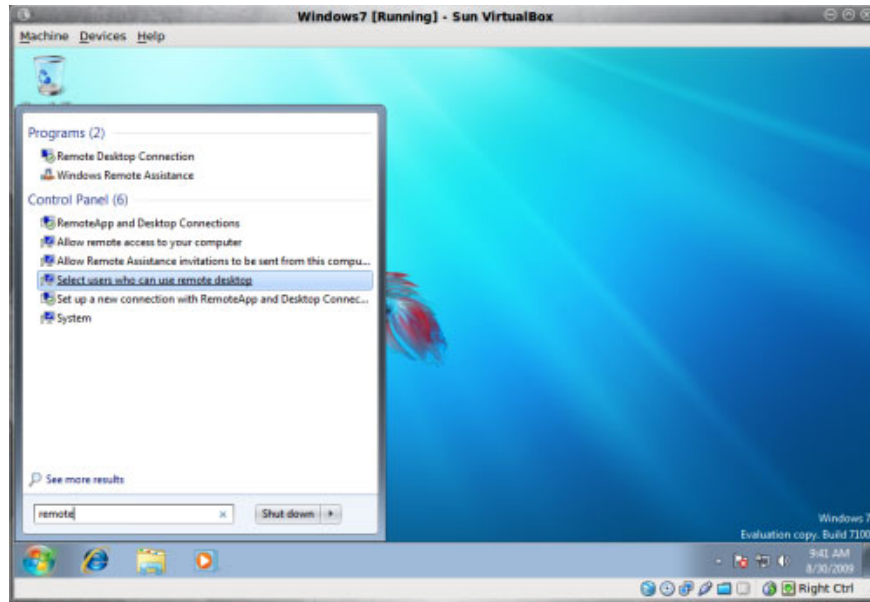 Windows7 [Running] - Sun VirtualBox
Machine Devices Help
Programs (2)
Remote Desktop Connection
Windows Remote Assistance
Control Panel (6)
RemoteApp and Desktop Connections
Allow remote access to your computer
Allow Remote Assistance invitations to be sent from this compu...
Select users who can use remote desktop
Set up a new connection with RemoteApp and Desktop Connec...
System
See more results
remote
Shut down
Windows 7
Evaluation copy. Build 7100
9:41 AM
8/30/2009
Right Ctrl